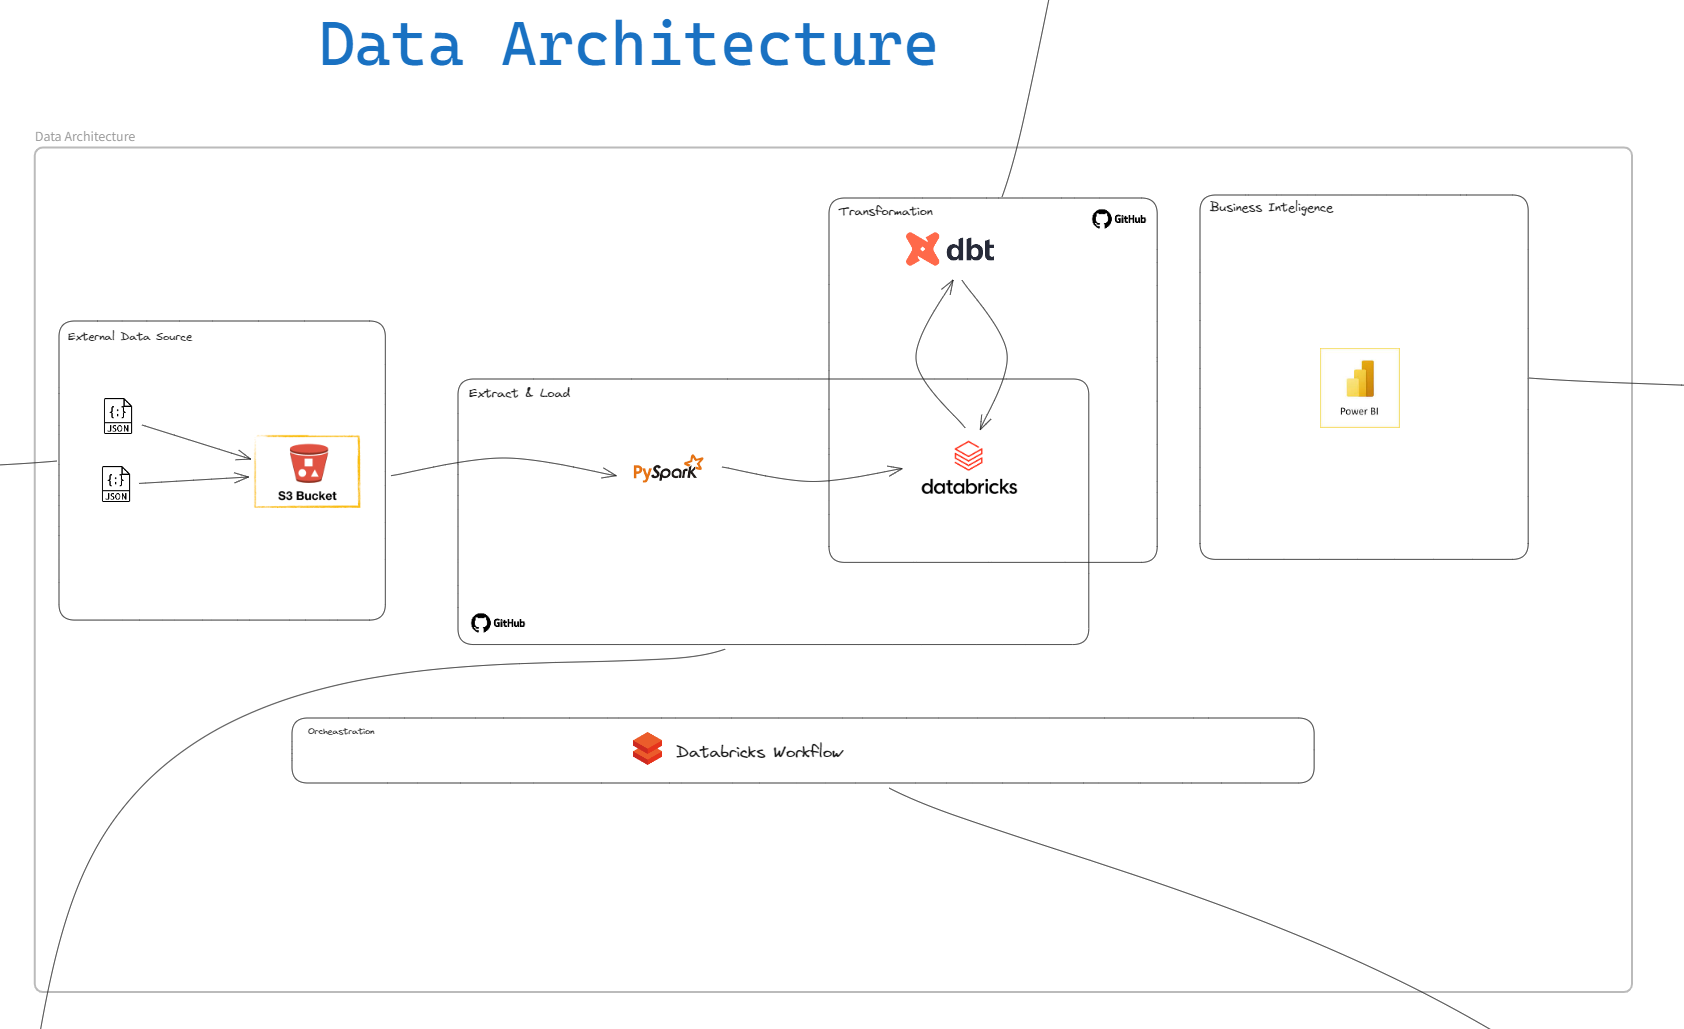 Data Architecture
Data Architecture
Transformation
GitHub
dbt
Business Inteligence
External Data Source
{;}
JSON
{;}
JSON
S3 Bucket
Extract & Load
PySpark
databricks
GitHub
Power BI
Orcheastration
Databricks Workflow